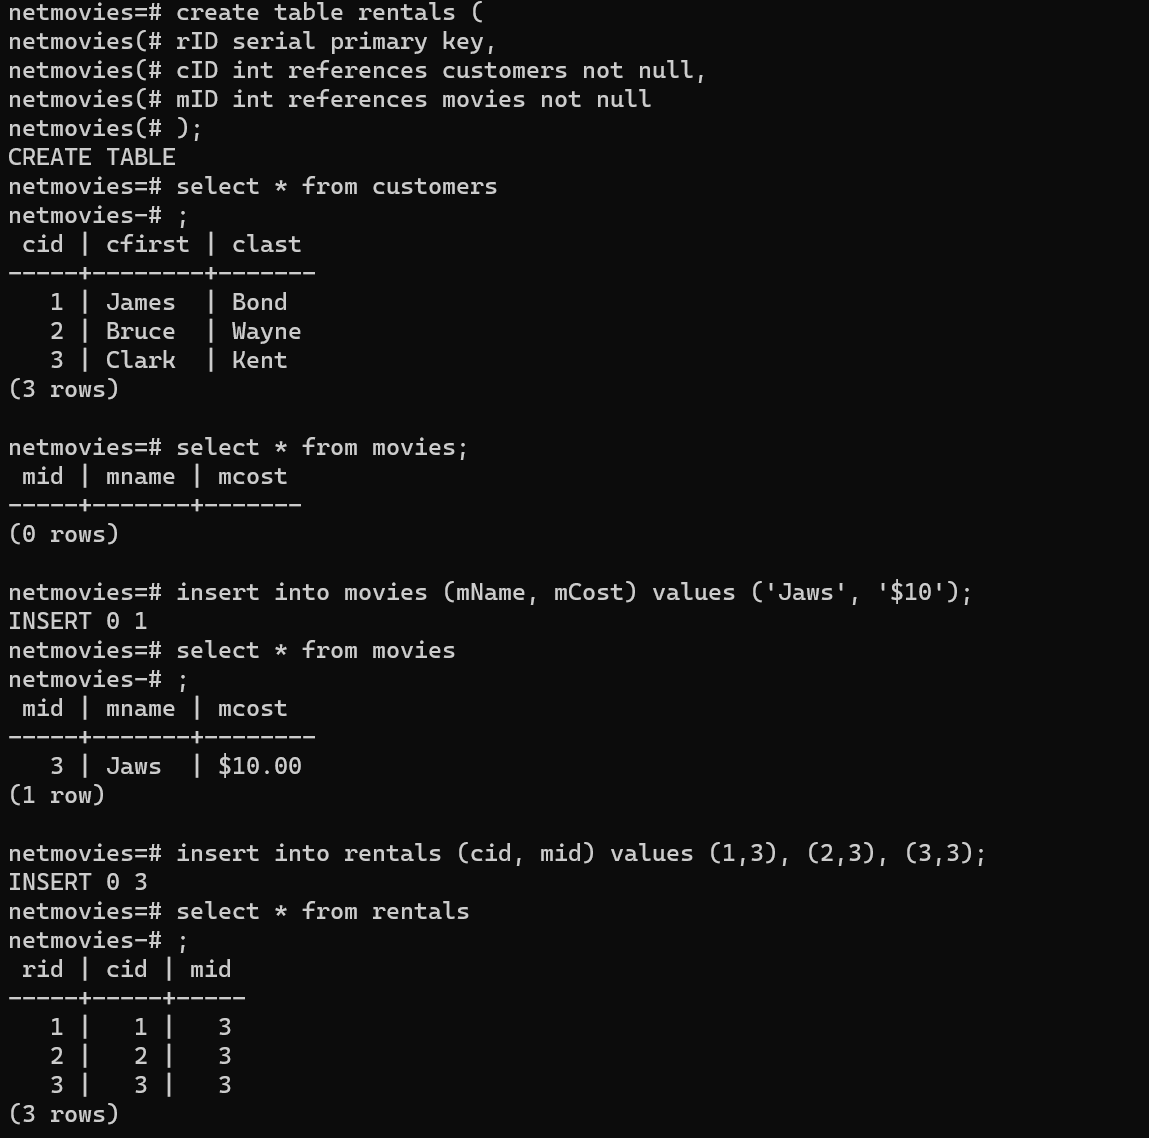 netmovies=# create table rentals (
netmovies(# rID serial primary key,
netmovies(# cID int references customers not null,
netmovies(# mID int references movies not null
netmovies(# );
CREATE TABLE
netmovies=# select * from customers
netmovies-# ;
 cid | cfirst | clast
-----+--------+-------
   1 | James  | Bond
   2 | Bruce  | Wayne
   3 | Clark  | Kent
(3 rows)

netmovies=# select * from movies;
 mid | mname | mcost
-----+-------+-------
(0 rows)

netmovies=# insert into movies (mName, mCost) values ('Jaws', '$10');
INSERT 0 1
netmovies=# select * from movies
netmovies-# ;
 mid | mname | mcost
-----+-------+--------
   3 | Jaws  | $10.00
(1 row)

netmovies=# insert into rentals (cid, mid) values (1,3), (2,3), (3,3);
INSERT 0 3
netmovies=# select * from rentals
netmovies-# ;
 rid | cid | mid
-----+-----+-----
   1 |   1 |   3
   2 |   2 |   3
   3 |   3 |   3
(3 rows)